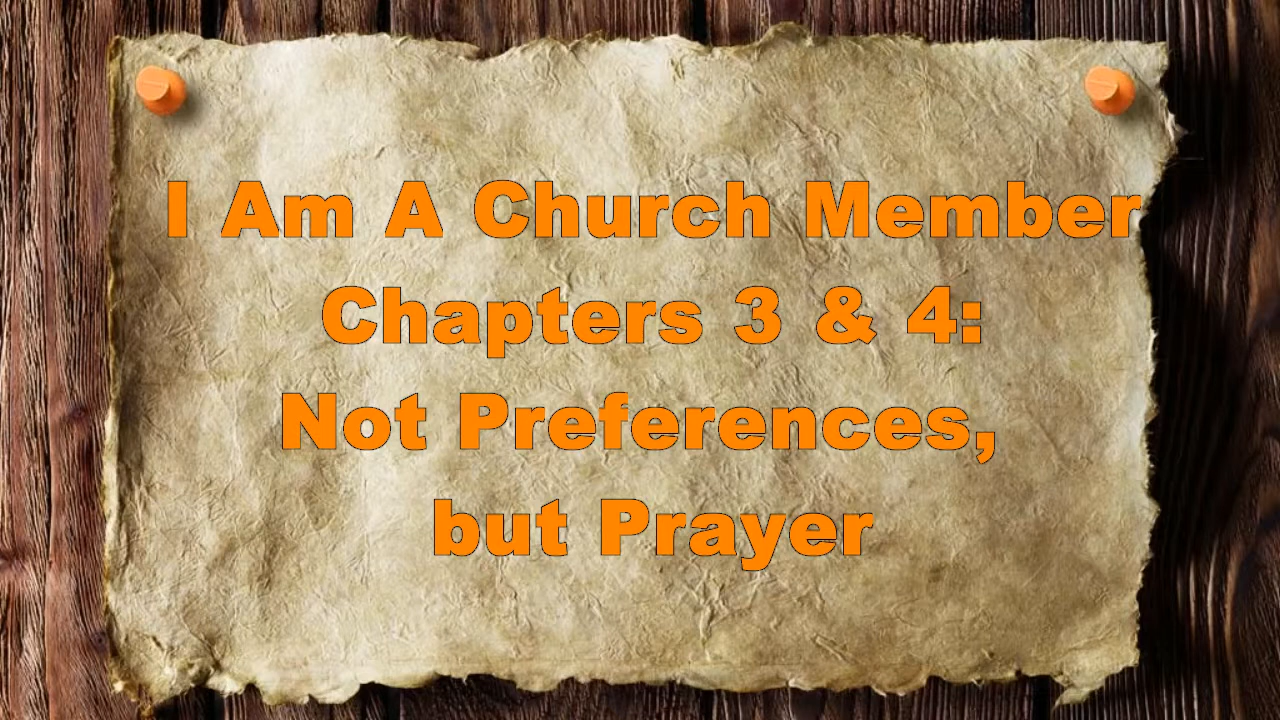 I Am A Church Member
Chapters 3 & 4:
Not Preferences,
but Prayer